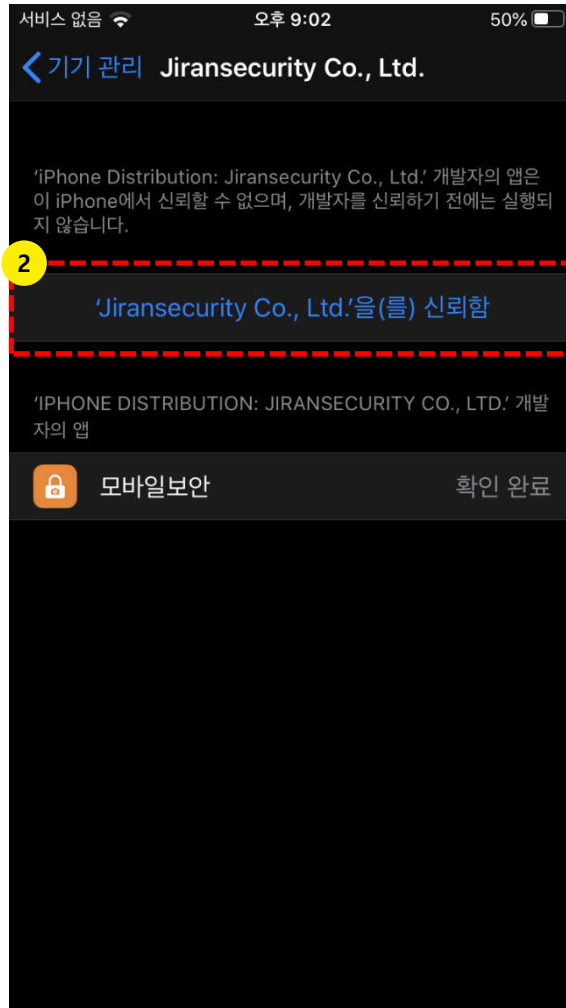 서비스 없음 오후 9:02 50%
기기 관리 Jiransecurity Co., Ltd.
‘iPhone Distribution: Jiransecurity Co., Ltd.’ 개발자의 앱은
이 iPhone에서 신뢰할 수 없으며, 개발자를 신뢰하기 전에는 실행되
지 않습니다.
2
‘Jiransecurity Co., Ltd.’을(를) 신뢰함
‘IPHONE DISTRIBUTION: JIRANSECURITY CO., LTD.’ 개발
자의 앱
모바일보안 확인 완료